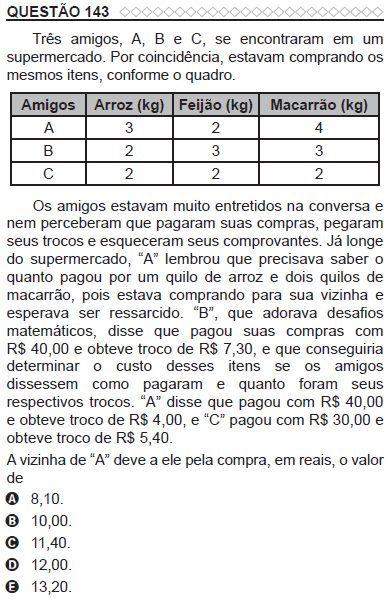 QUESTÃO 143
Três amigos, A, B e C, se encontraram em um
supermercado. Por coincidência, estavam comprando os
mesmos itens, conforme o quadro.
Amigos Arroz (kg) Feijão (kg) Macarrão (kg)
A 3 2 4
B 2 3 3
C 2 2 2
Os amigos estavam muito entretidos na conversa e
nem perceberam que pagaram suas compras, pegaram
seus trocos e esqueceram seus comprovantes. Já longe
do supermercado, “A” lembrou que precisava saber o
quanto pagou por um quilo de arroz e dois quilos de
macarrão, pois estava comprando para sua vizinha e
esperava ser ressarcido. “B”, que adorava desafios
matemáticos, disse que pagou suas compras com
R$ 40,00 e obteve troco de R$ 7,30, e que conseguiria
determinar o custo desses itens se os amigos
dissessem como pagaram e quanto foram seus
respectivos trocos. “A” disse que pagou com R$ 40,00
e obteve troco de R$ 4,00, e “C” pagou com R$ 30,00 e
obteve troco de R$ 5,40.
A vizinha de “A” deve a ele pela compra, em reais, o valor
de
A 8,10.
B 10,00.
C 11,40.
D 12,00.
E 13,20.